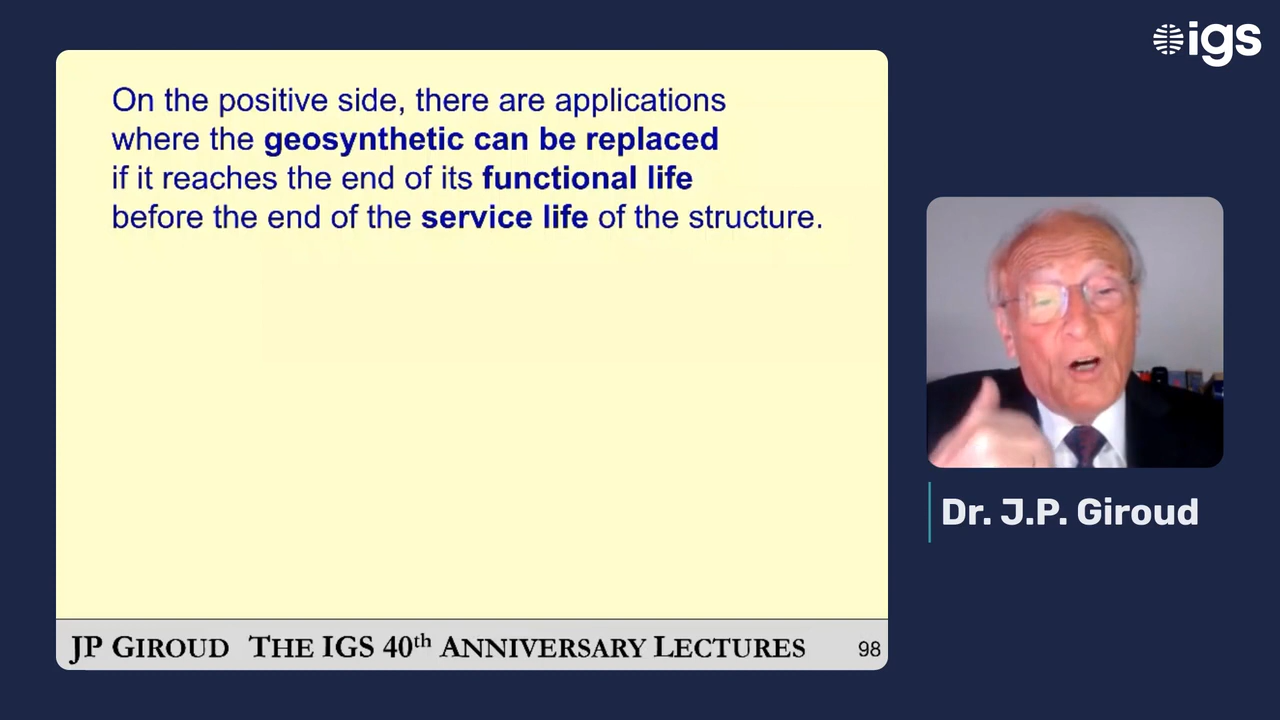 igs
On the positive side, there are applications
where the geosynthetic can be replaced
if it reaches the end of its functional life
before the end of the service life of the structure.
Dr. J.P. Giroud
JP GIROUD THE IGS 40th ANNIVERSARY LECTURES 98